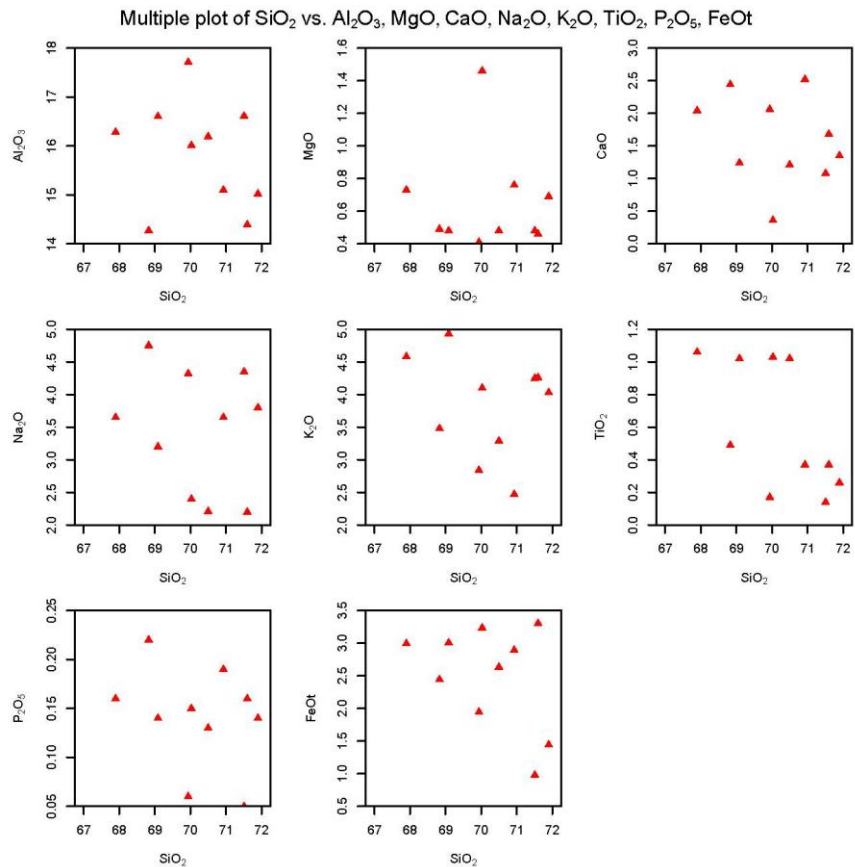 Multiple plot of SiO₂ vs. Al₂O₃, MgO, CaO, Na₂O, K₂O, TiO₂, P₂O₅, FeOt
Al₂O₃
14 15 16 17 18
67 68 69 70 71 72
SiO₂
MgO
0.4 0.6 0.8 1.0 1.2 1.4 1.6
67 68 69 70 71 72
SiO₂
CaO
0.0 0.5 1.0 1.5 2.0 2.5 3.0
67 68 69 70 71 72
SiO₂
Na₂O
2.0 2.5 3.0 3.5 4.0 4.5 5.0
67 68 69 70 71 72
SiO₂
K₂O
2.0 2.5 3.0 3.5 4.0 4.5 5.0
67 68 69 70 71 72
SiO₂
TiO₂
0.0 0.2 0.4 0.6 0.8 1.0 1.2
67 68 69 70 71 72
SiO₂
P₂O₅
0.05 0.10 0.15 0.20 0.25
67 68 69 70 71 72
SiO₂
FeOt
0.5 1.0 1.5 2.0 2.5 3.0 3.5
67 68 69 70 71 72
SiO₂